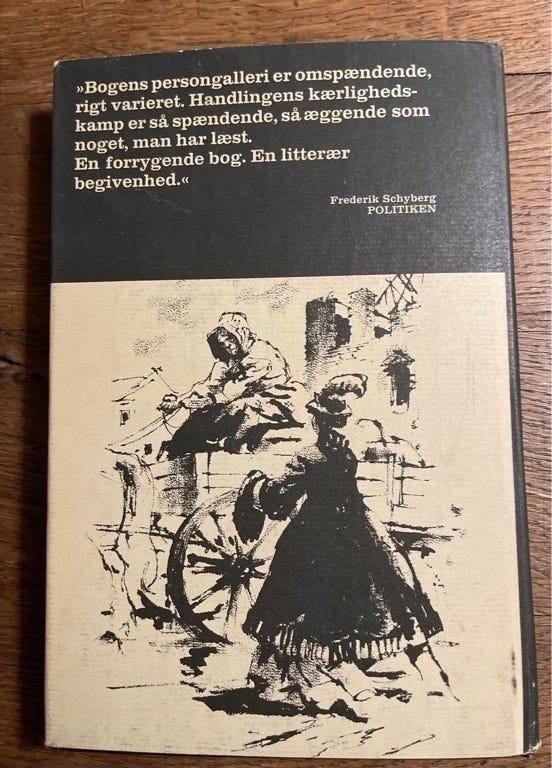 »Bogens persongalleri er omspændende,
rigt varieret. Handlingens kærligheds-
kamp er så spændende, så æggende som
noget, man har læst.
En forrygende bog. En litterær
begivenhed.«
Frederik Schyberg
POLITIKEN